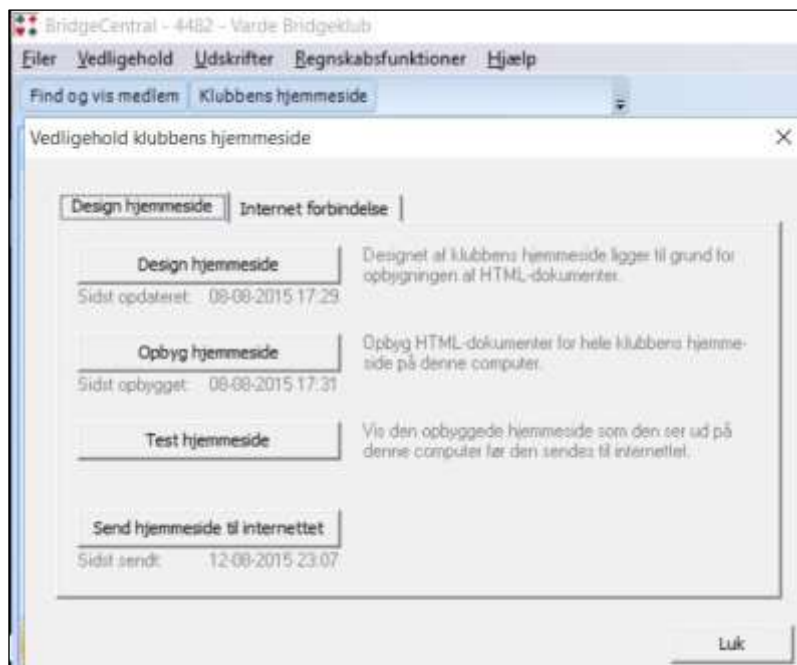 BridgeCentral - 4482 - Varde Bridgeklub
Filer Vedligehold Udskrifter Regnskabsfunktioner Hjælp
Find og vis medlem Klubbens hjemmeside
Vedligehold klubbens hjemmeside
Design hjemmeside Internet forbindelse
Design hjemmeside
Designet af klubbens hjemmeside ligger til grund for
opbygningen af HTML-dokumenter.
Sidst opdateret: 08-08-2015 17:29
Opbyg hjemmeside
Opbyg HTML-dokumenter for hele klubbens hjemme-
side på denne computer.
Sidst opbygget: 08-08-2015 17:31
Test hjemmeside
Vis den opbyggede hjemmeside som den ser ud på
denne computer før den sendes til internettet.
Send hjemmeside til internettet
Sidst sendt: 12-08-2015 23:07
Luk